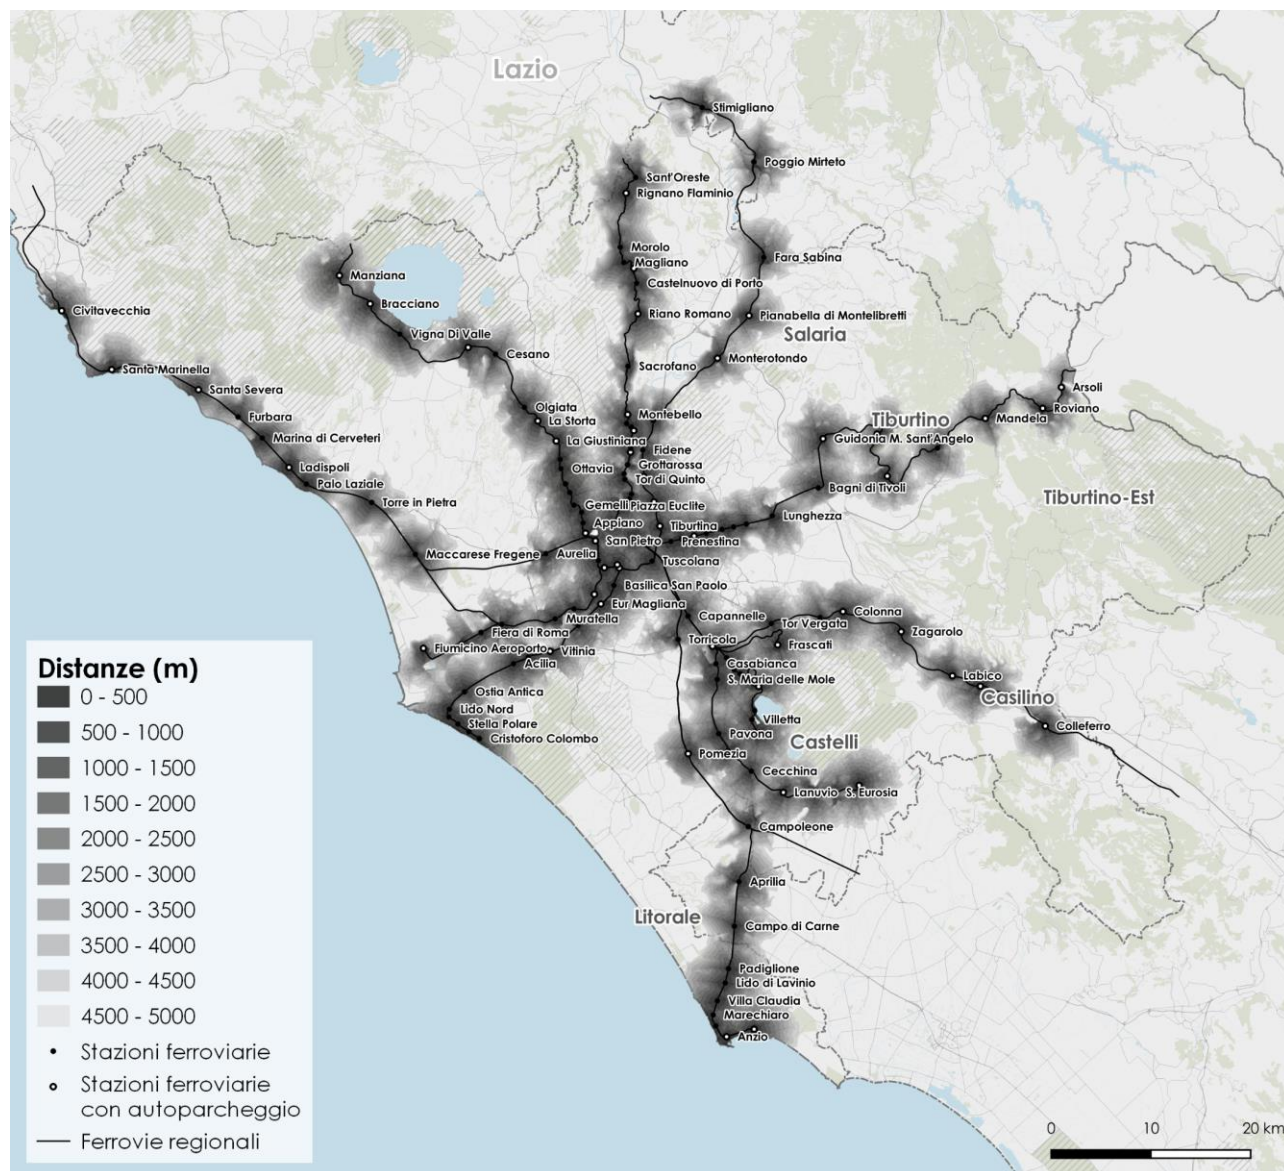 Lazio
Stimigliano
Poggio Mirteto
Sant'Oreste
Rignano Flaminio
Morolo
Magliano
Fara Sabina
Manziana
Castelnuovo di Porto
Bracciano
Civitavecchia
Riano Romano
Pianabella di Montelibretti
Vigna Di Valle
Salaria
Cesano
Monterotondo
Santa Marinella
Sacrofano
Santa Severa
Arsoli
Olgiata
Roviano
Furbara
La Storta
Montebello
Tiburtino
Mandela
Marina di Cerveteri
La Giustiniana
Guidonia M. Sant'Angelo
Fidene
Ladispoli
Ottavia
Grottarossa
Palo Laziale
Tor di Quinto
Bagni di Tivoli
Tiburtino-Est
Torre in Pietra
Gemelli
Piazza Euclite
Lunghezza
Appiano
Tiburtina
San Pietro
Prenestina
Maccarese Fregene
Aurelia
Tuscolana
Basilica San Paolo
Eur Magliana
Colonna
Muratella
Capannelle
Tor Vergata
Fiera di Roma
Zagarolo
Torricola
Frascati
Fiumicino Aeroporto
Vitinia
Acilia
Casabianca
S. Maria delle Mole
Labico
Ostia Antica
Casilino
Lido Nord
Villetta
Stella Polare
Colleferro
Cristoforo Colombo
Pavona
Castelli
Pomezia
Cecchina
Lanuvio
S. Eurosia
Campoleone
Aprilia
Litorale
Campo di Carne
Padiglione
Lido di Lavinio
Villa Claudia
Marechiaro
Anzio
Distanze (m)
0 - 500
500 - 1000
1000 - 1500
1500 - 2000
2000 - 2500
2500 - 3000
3000 - 3500
3500 - 4000
4000 - 4500
4500 - 5000
Stazioni ferroviarie
Stazioni ferroviarie
con autoparcheggio
Ferrovie regionali
0 10 20 km